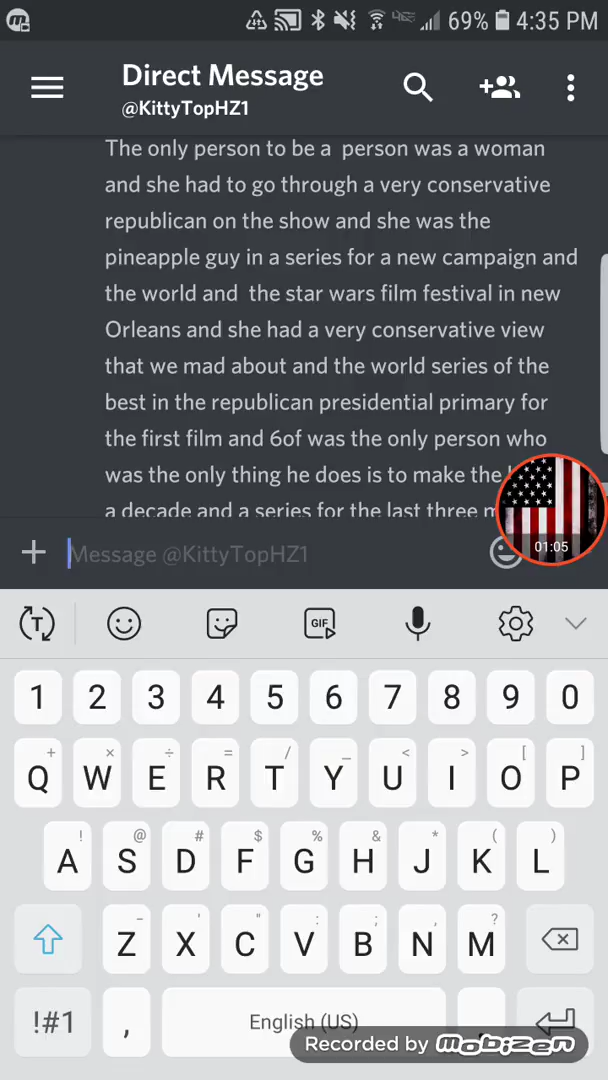 69% 4:35 PM
Direct Message
@KittyTopHZ1
The only person to be a person was a woman
and she had to go through a very conservative
republican on the show and she was the
pineapple guy in a series for a new campaign and
the world and the star wars film festival in new
Orleans and she had a very conservative view
that we mad about and the world series of the
best in the republican presidential primary for
the first film and 6of was the only person who
was the only thing he does is to make the
a decade and a series for the last three
Message @KittyTopHZ1
01:05
T GIF
1 2 3 4 5 6 7 8 9 0
+ × ÷ = / _ < > [ ]
Q W E R T Y U I O P
! @ # $ % & * ( )
A S D F G H J K L
- ' " : ; , ?
Z X C V B N M
!#1 , English (US)
Recorded by mobizen